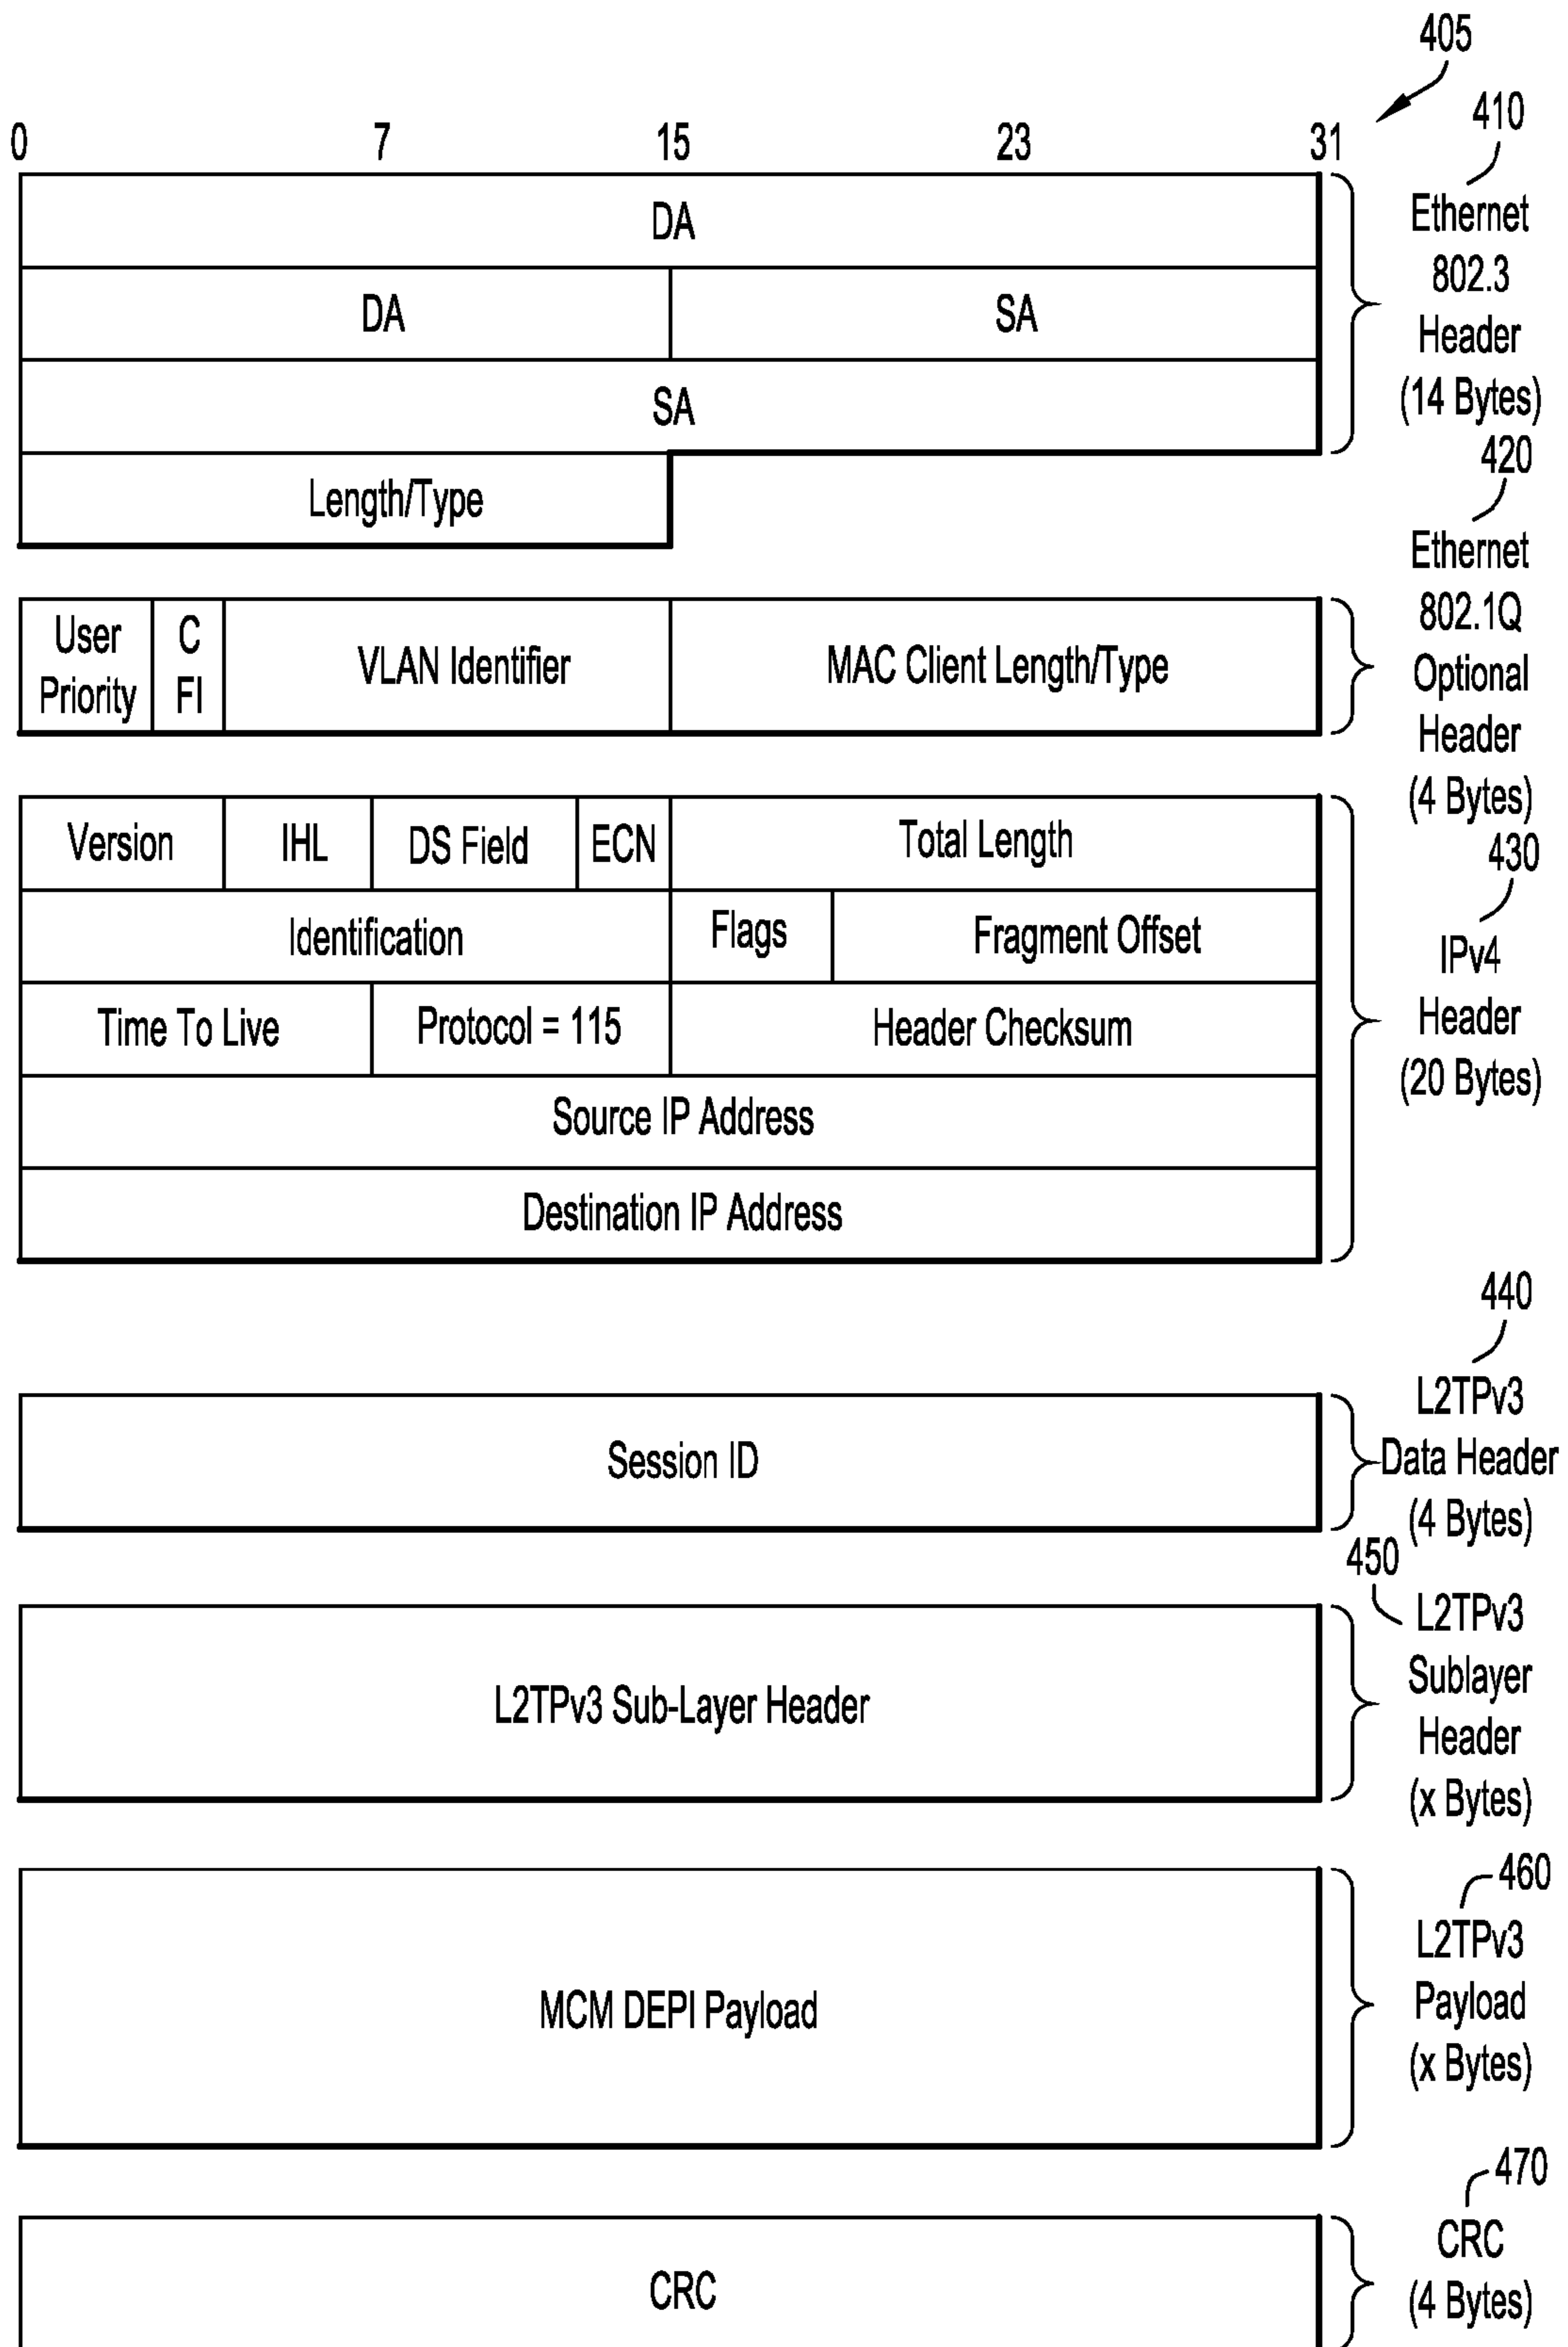 405
0 7 15 23 31
410
DA
Ethernet
802.3
Header
(14 Bytes)
DA SA
SA
Length/Type
420
Ethernet
802.1Q
Optional
Header
(4 Bytes)
User
Priority
C
FI
VLAN Identifier
MAC Client Length/Type
Version IHL DS Field ECN Total Length
430
IPv4
Header
(20 Bytes)
Identification Flags Fragment Offset
Time To Live Protocol = 115 Header Checksum
Source IP Address
Destination IP Address
440
L2TPv3
Data Header
(4 Bytes)
Session ID
450
L2TPv3
Sublayer
Header
(x Bytes)
L2TPv3 Sub-Layer Header
460
L2TPv3
Payload
(x Bytes)
MCM DEPI Payload
470
CRC
(4 Bytes)
CRC